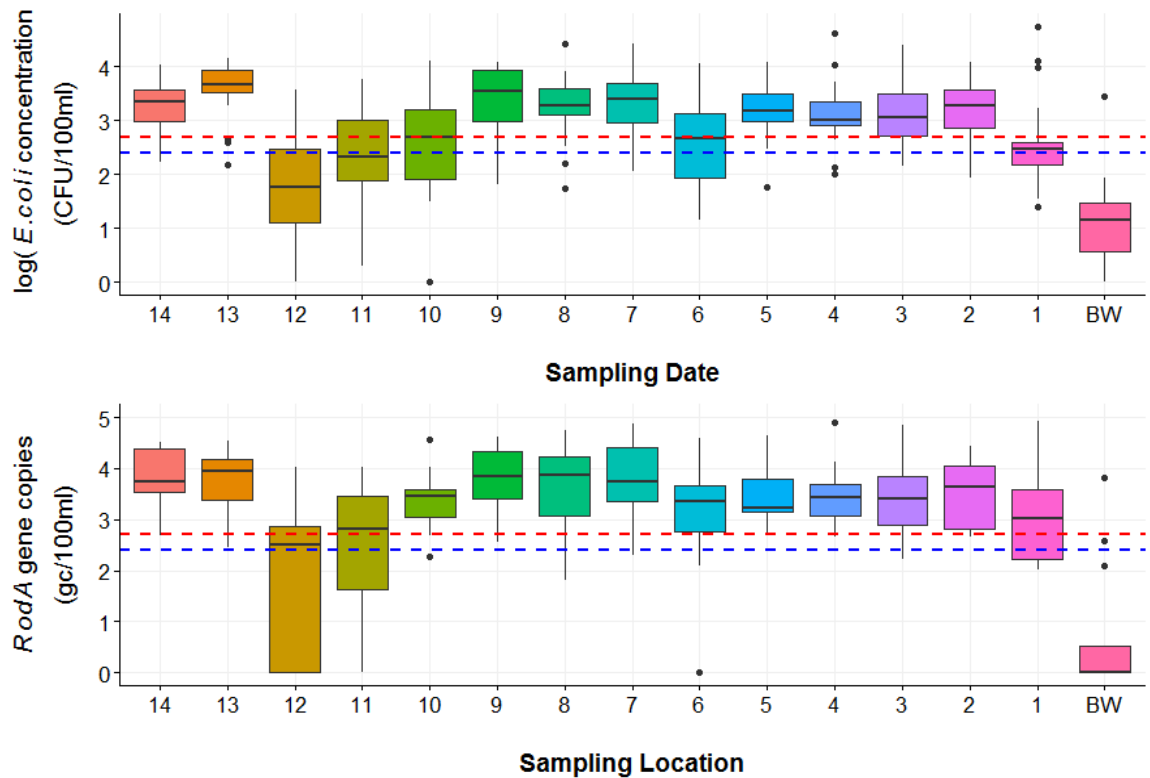 log( E.coli concentration
(CFU/100ml)
4
3
2
1
0
14 13 12 11 10 9 8 7 6 5 4 3 2 1 BW
Sampling Date
RodA gene copies
(gc/100ml)
5
4
3
2
1
0
14 13 12 11 10 9 8 7 6 5 4 3 2 1 BW
Sampling Location